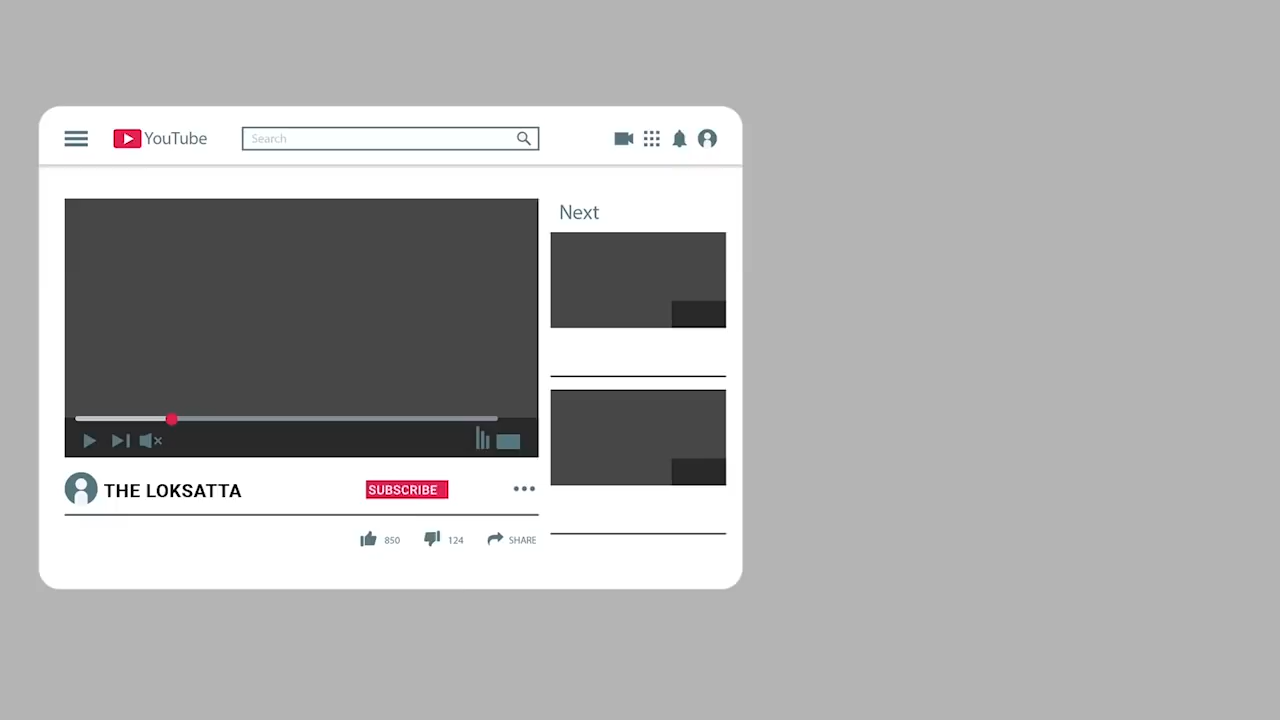 YouTube
Search
Next
THE LOKSATTA
SUBSCRIBE
850
124
SHARE